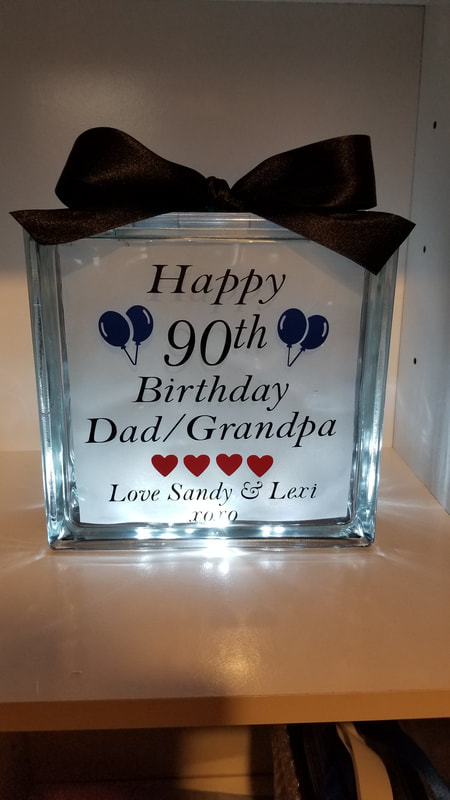 Happy
90th
Birthday
Dad/Grandpa
Love Sandy & Lexi
xoxo